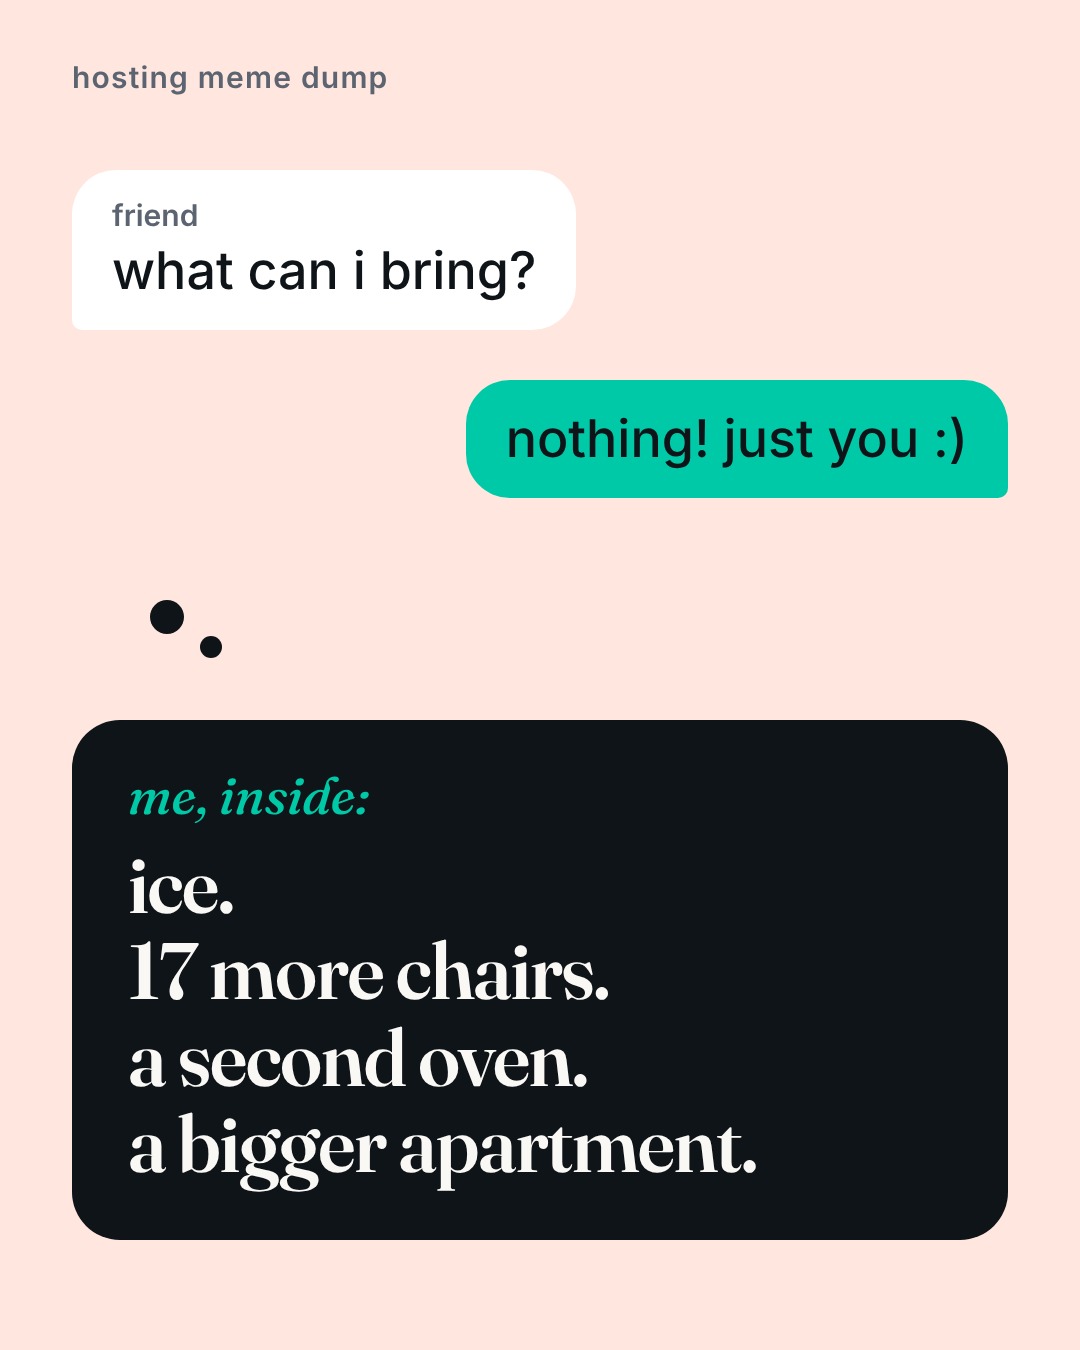 hosting meme dump
friend
what can i bring?
nothing! just you :)
me, inside:
ice.
17 more chairs.
a second oven.
a bigger apartment.